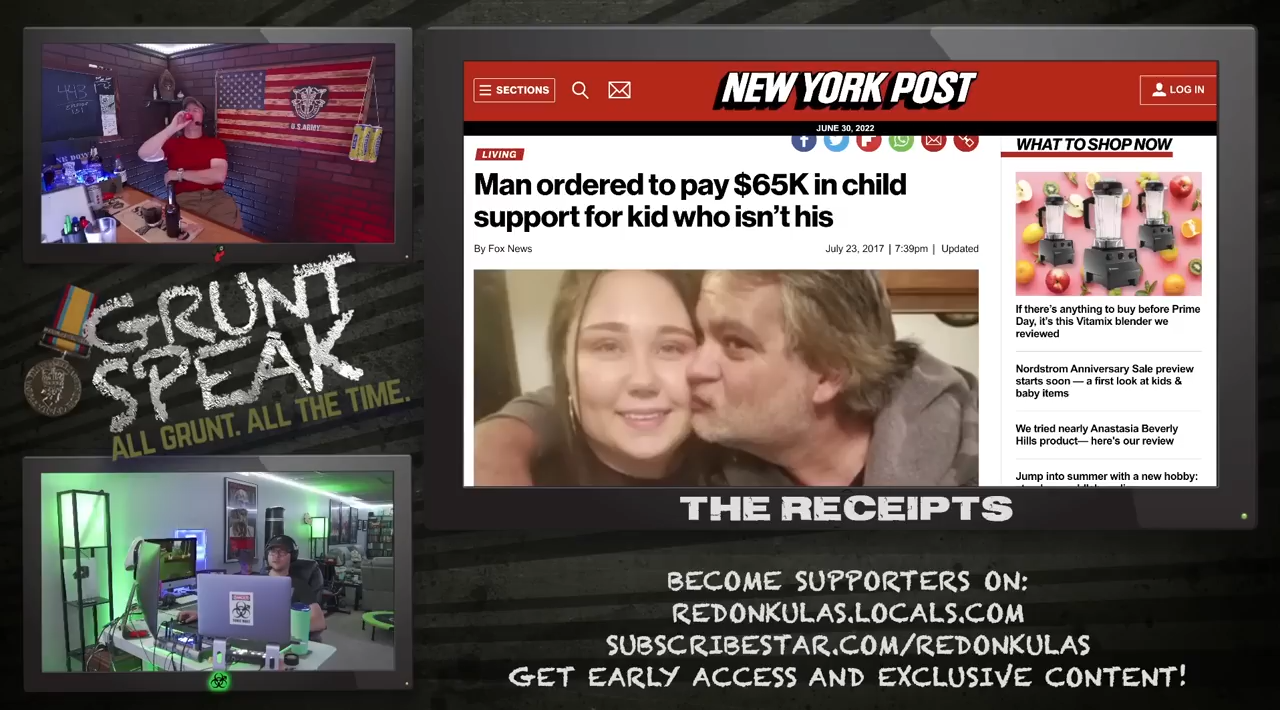 443
U.S. ARMY
GRUNT
SPEAK
ALL GRUNT. ALL THE TIME.
SECTIONS
NEW YORK POST
LOG IN
JUNE 30, 2022
LIVING
Man ordered to pay $65K in child
support for kid who isn't his
By Fox News
July 23, 2017 | 7:39pm | Updated
WHAT TO SHOP NOW
If there's anything to buy before Prime
Day, it's this Vitamix blender we
reviewed
Nordstrom Anniversary Sale preview
starts soon — a first look at kids &
baby items
We tried nearly Anastasia Beverly
Hills product— here's our review
Jump into summer with a new hobby:
THE RECEIPTS
BECOME SUPPORTERS ON:
REDONKULAS.LOCALS.COM
SUBSCRIBESTAR.COM/REDONKULAS
GET EARLY ACCESS AND EXCLUSIVE CONTENT!